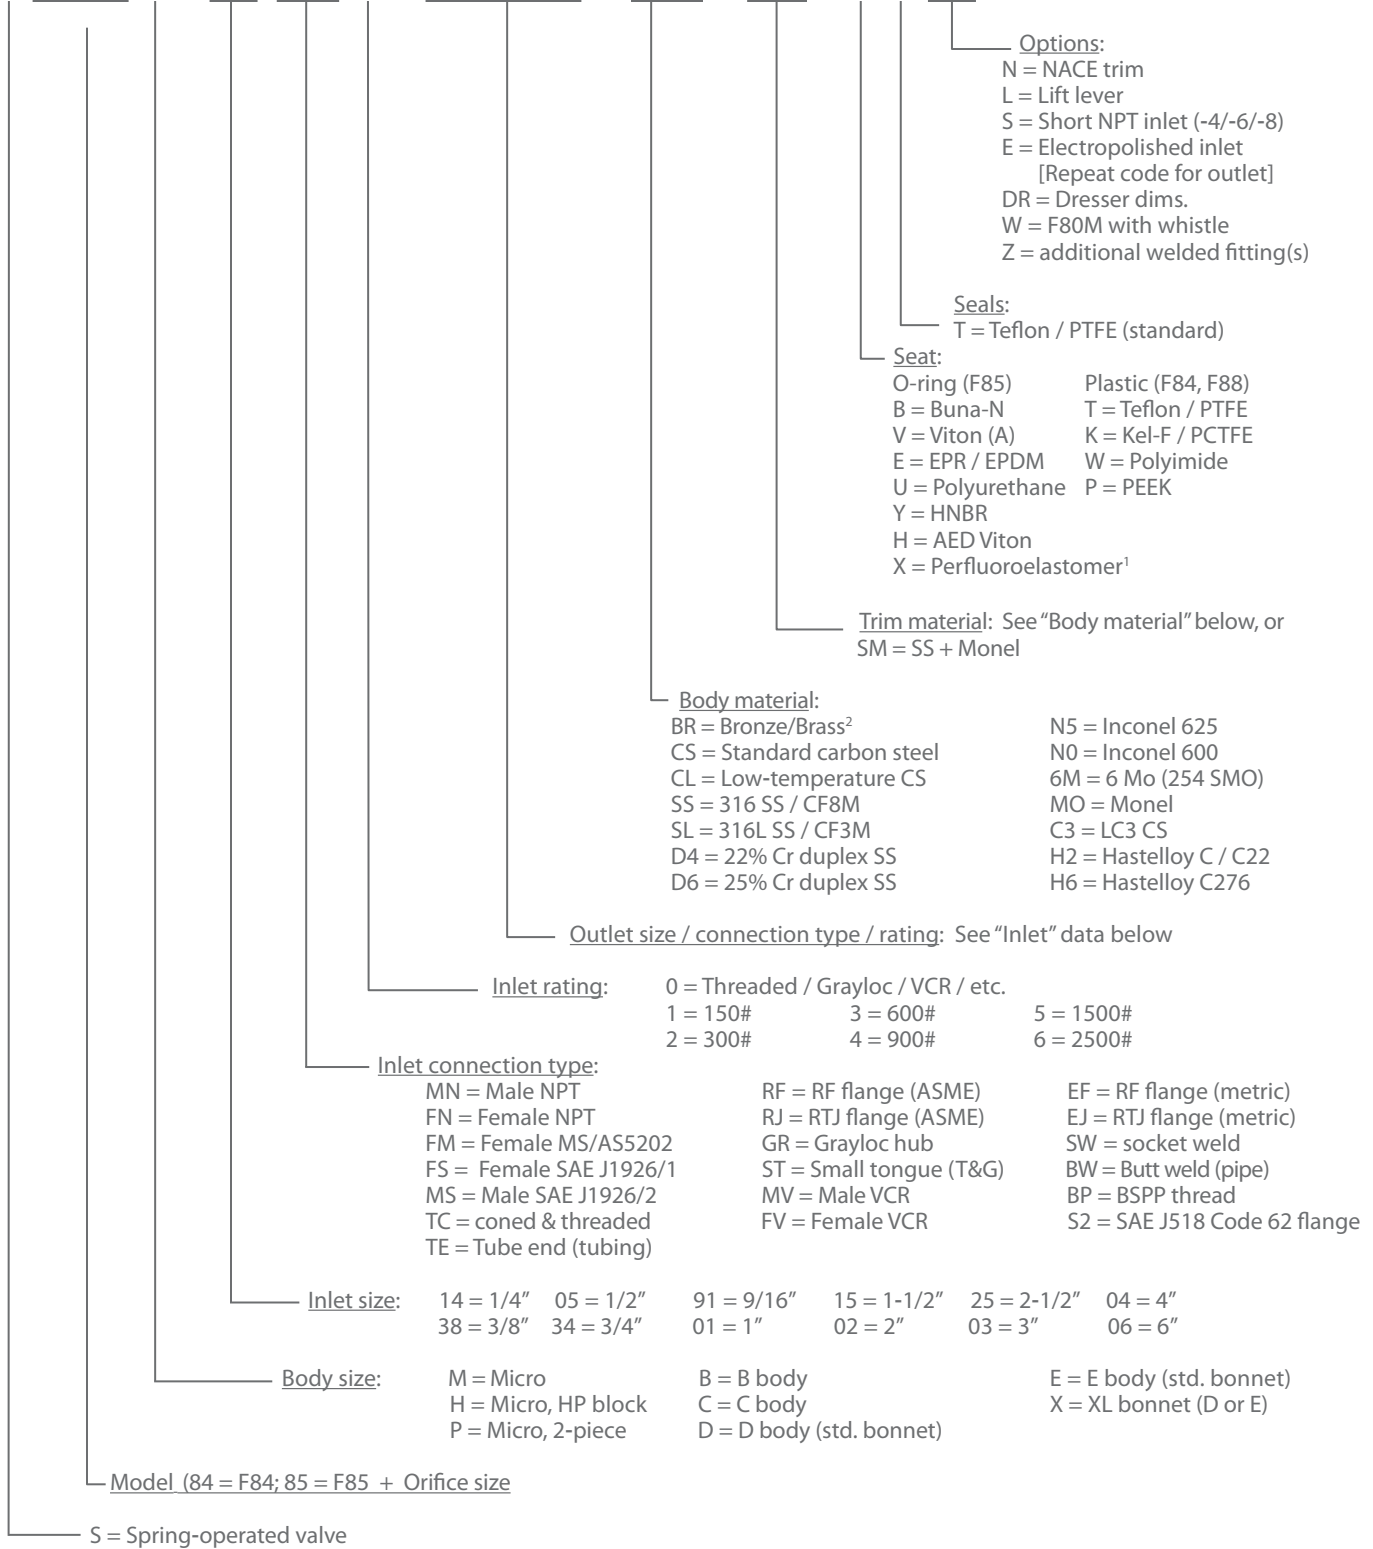 Options:
N = NACE trim
L = Lift lever
S = Short NPT inlet (-4/-6/-8)
E = Electropolished inlet
[Repeat code for outlet]
DR = Dresser dims.
W = F80M with whistle
Z = additional welded fitting(s)
Seals:
T = Teflon / PTFE (standard)
Seat:
O-ring (F85) Plastic (F84, F88)
B = Buna-N T = Teflon / PTFE
V = Viton (A) K = Kel-F / PCTFE
E = EPR / EPDM W = Polyimide
U = Polyurethane P = PEEK
Y = HNBR
H = AED Viton
X = Perfluoroelastomer¹
Trim material: See “Body material” below, or
SM = SS + Monel
Body material:
BR = Bronze/Brass² N5 = Inconel 625
CS = Standard carbon steel N0 = Inconel 600
CL = Low-temperature CS 6M = 6 Mo (254 SMO)
SS = 316 SS / CF8M MO = Monel
SL = 316L SS / CF3M C3 = LC3 CS
D4 = 22% Cr duplex SS H2 = Hastelloy C / C22
D6 = 25% Cr duplex SS H6 = Hastelloy C276
Outlet size / connection type / rating: See “Inlet” data below
Inlet rating: 0 = Threaded / Grayloc / VCR / etc.
1 = 150# 3 = 600# 5 = 1500#
2 = 300# 4 = 900# 6 = 2500#
Inlet connection type:
MN = Male NPT RF = RF flange (ASME) EF = RF flange (metric)
FN = Female NPT RJ = RTJ flange (ASME) EJ = RTJ flange (metric)
FM = Female MS/AS5202 GR = Grayloc hub SW = socket weld
FS = Female SAE J1926/1 ST = Small tongue (T&G) BW = Butt weld (pipe)
MS = Male SAE J1926/2 MV = Male VCR BP = BSPP thread
TC = coned & threaded FV = Female VCR S2 = SAE J518 Code 62 flange
TE = Tube end (tubing)
Inlet size: 14 = 1/4” 05 = 1/2” 91 = 9/16” 15 = 1-1/2” 25 = 2-1/2” 04 = 4”
38 = 3/8” 34 = 3/4” 01 = 1” 02 = 2” 03 = 3” 06 = 6”
Body size: M = Micro B = B body E = E body (std. bonnet)
H = Micro, HP block C = C body X = XL bonnet (D or E)
P = Micro, 2-piece D = D body (std. bonnet)
Model (84 = F84; 85 = F85 + Orifice size
S = Spring-operated valve